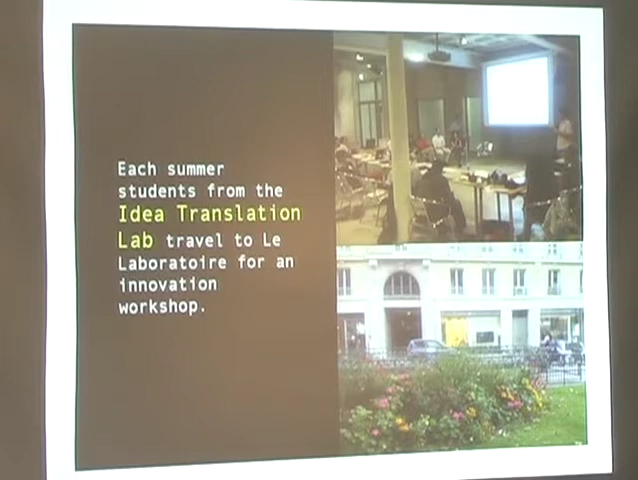 Each summer
students from the
Idea Translation
Lab travel to Le
Laboratoire for an
innovation
workshop.